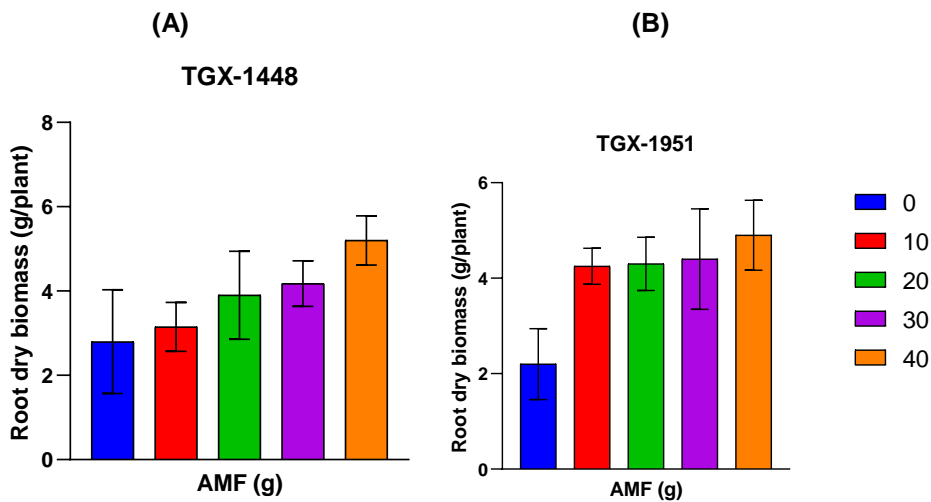 (A)
TGX-1448
Root dry biomass (g/plant)
8
6
4
2
0
AMF (g)
(B)
TGX-1951
Root dry biomass (g/plant)
6
4
2
0
AMF (g)
0
10
20
30
40